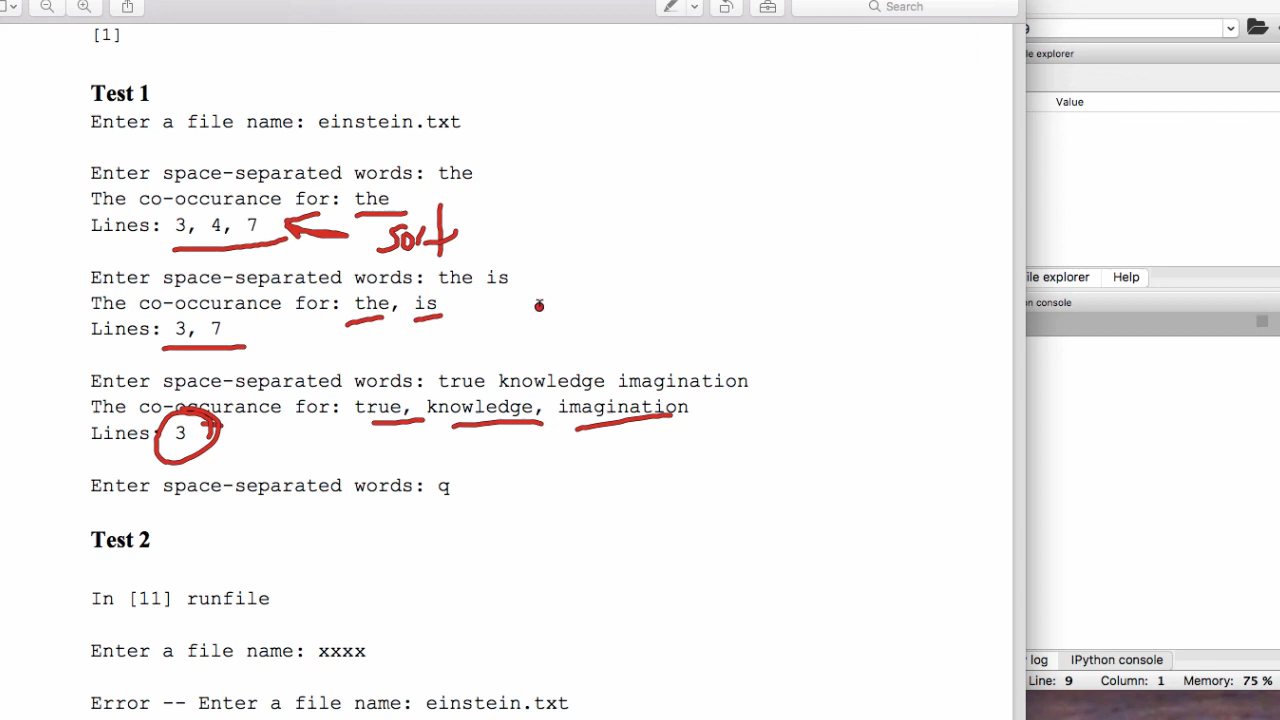 Search
[1]
9
ile explorer
Test 1
Value
Enter a file name: einstein.txt
Enter space-separated words: the
The co-occurance for: the
Lines: 3, 4, 7
sort
Enter space-separated words: the is
ile explorer Help
The co-occurance for: the, is
n console
Lines: 3, 7
Enter space-separated words: true knowledge imagination
The co-occurance for: true, knowledge, imagination
Lines: 3
Enter space-separated words: q
Test 2
In [11] runfile
Enter a file name: xxxx
log IPython console
Line: 9 Column: 1 Memory: 75 %
Error -- Enter a file name: einstein.txt